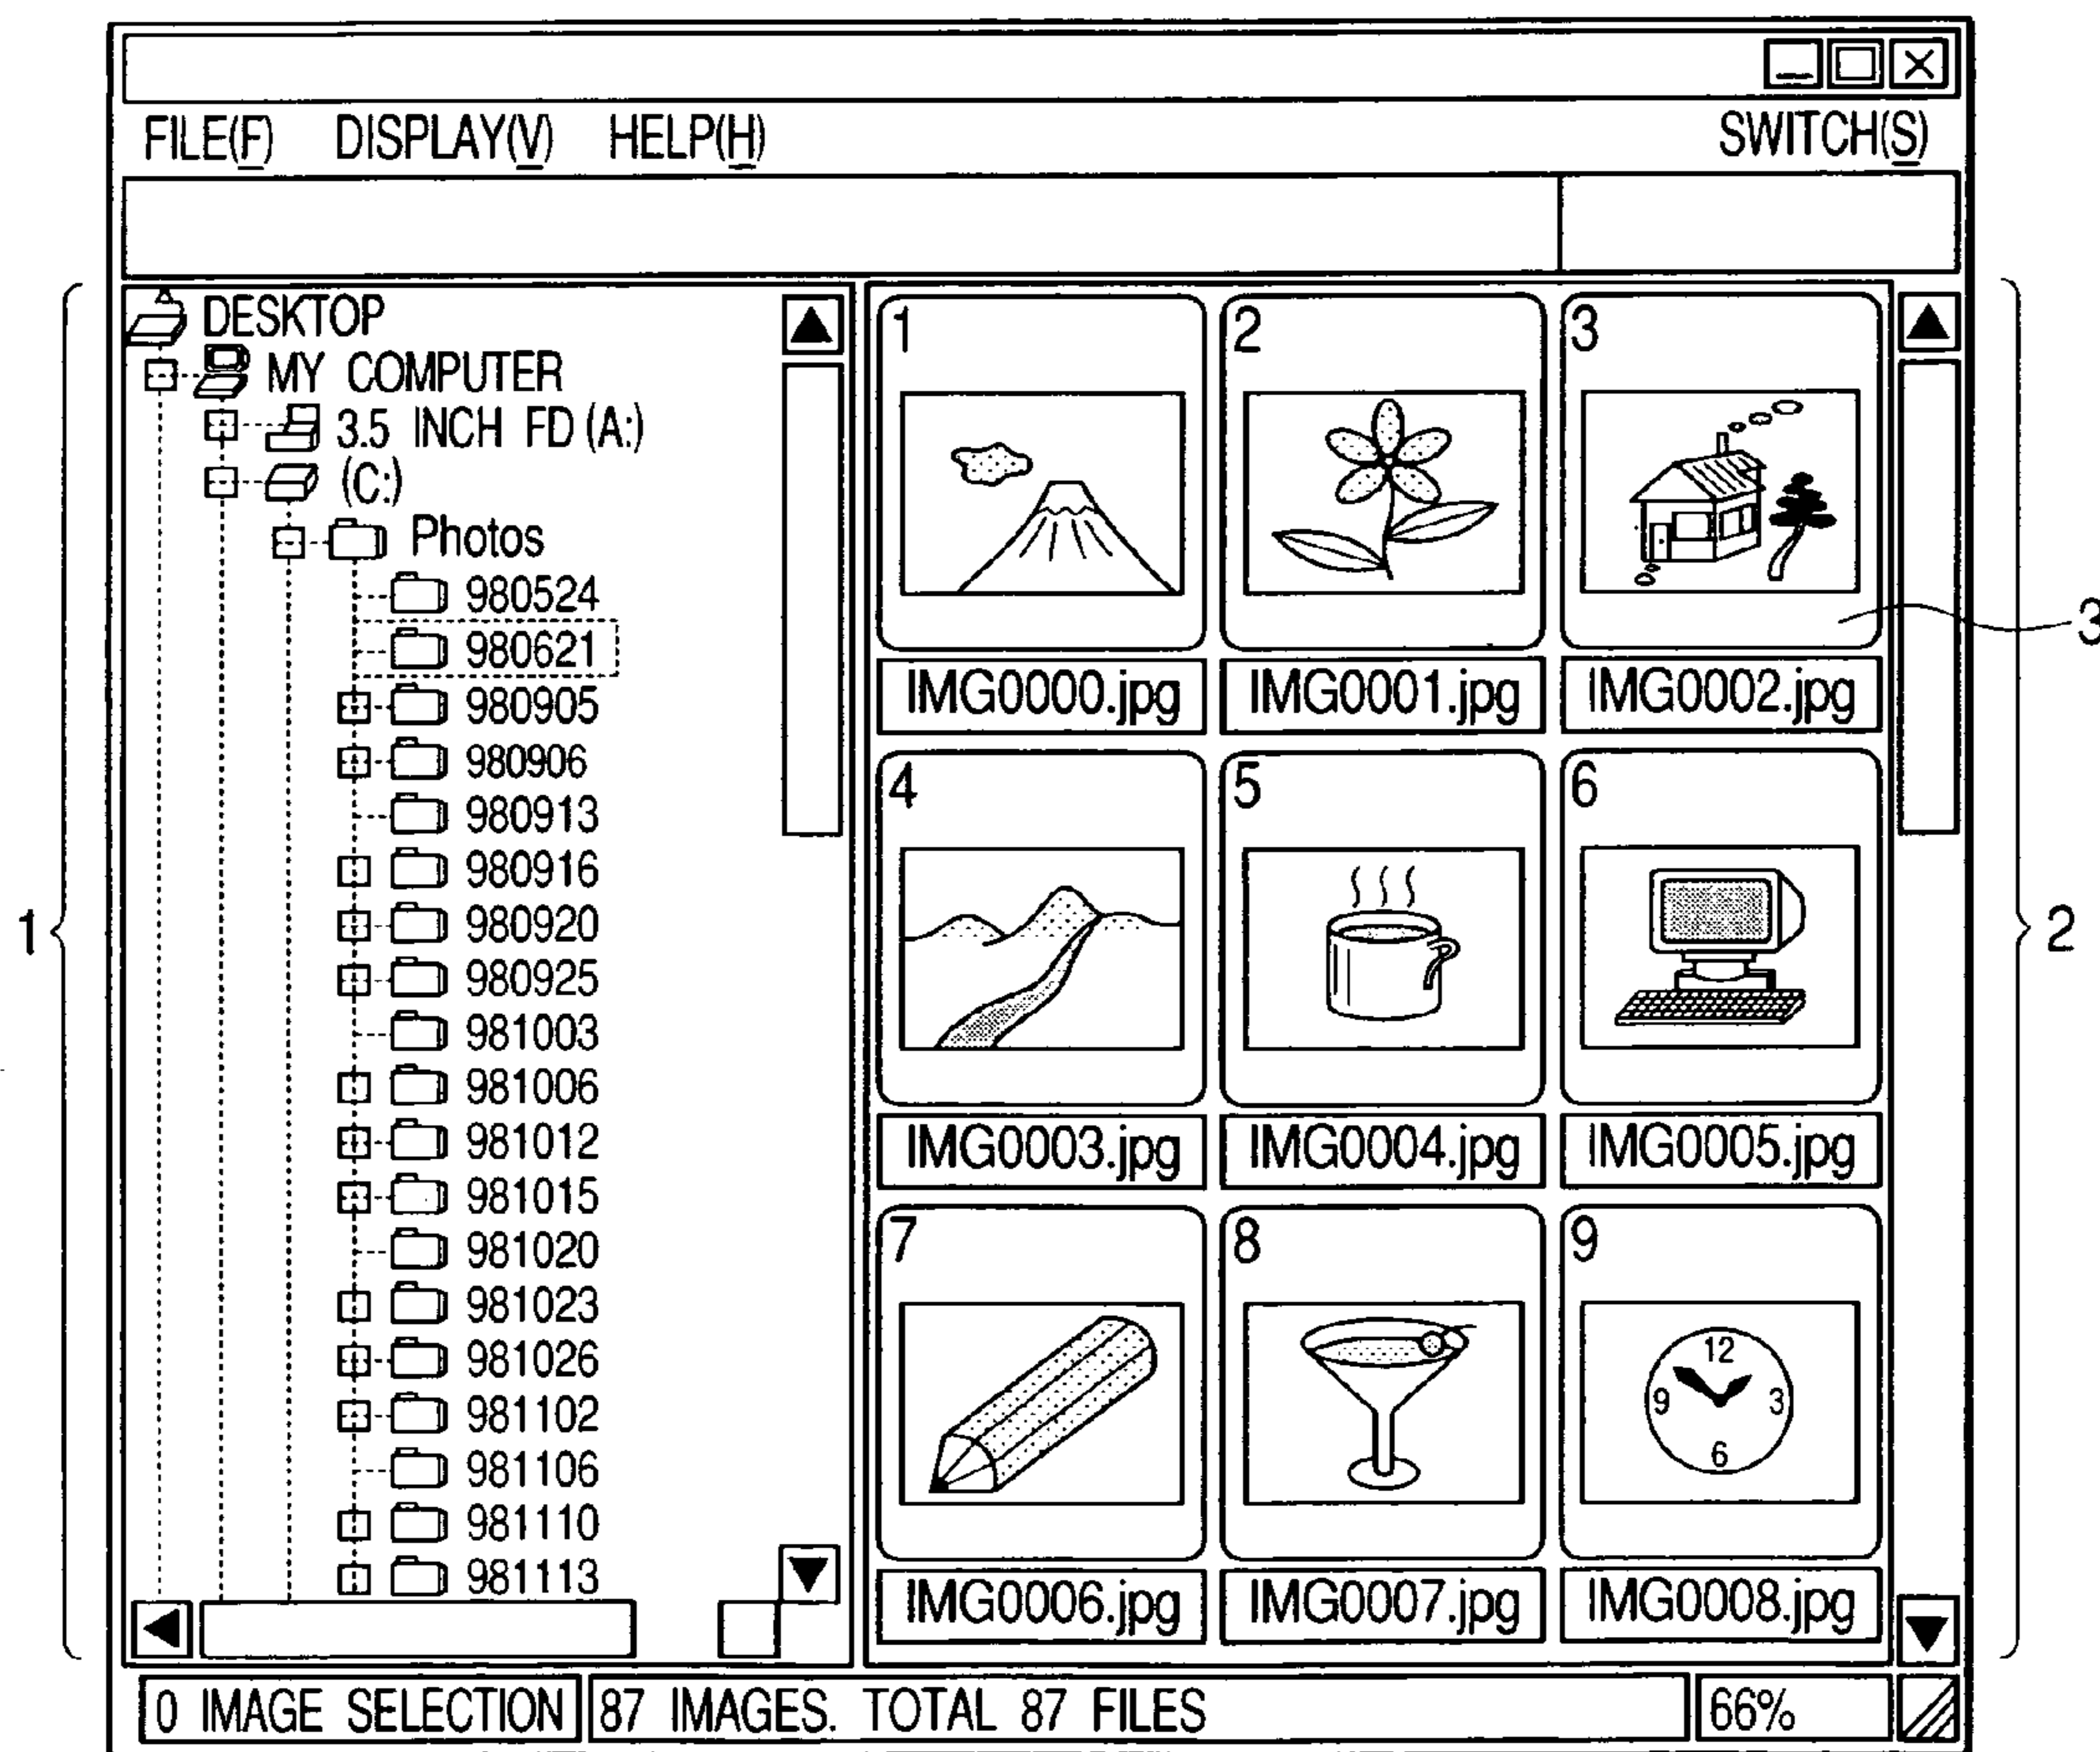 FILE(F) DISPLAY(V) HELP(H) SWITCH(S)
DESKTOP
MY COMPUTER
3.5 INCH FD (A:)
(C:)
Photos
980524
980621
980905
980906
980913
980916
980920
980925
981003
981006
981012
981015
981020
981023
981026
981102
981106
981110
981113
1
1 2 3
IMG0000.jpg IMG0001.jpg IMG0002.jpg
4 5 6
IMG0003.jpg IMG0004.jpg IMG0005.jpg
7 8 9
12
9 3
6
IMG0006.jpg IMG0007.jpg IMG0008.jpg
3
2
0 IMAGE SELECTION 87 IMAGES. TOTAL 87 FILES 66%